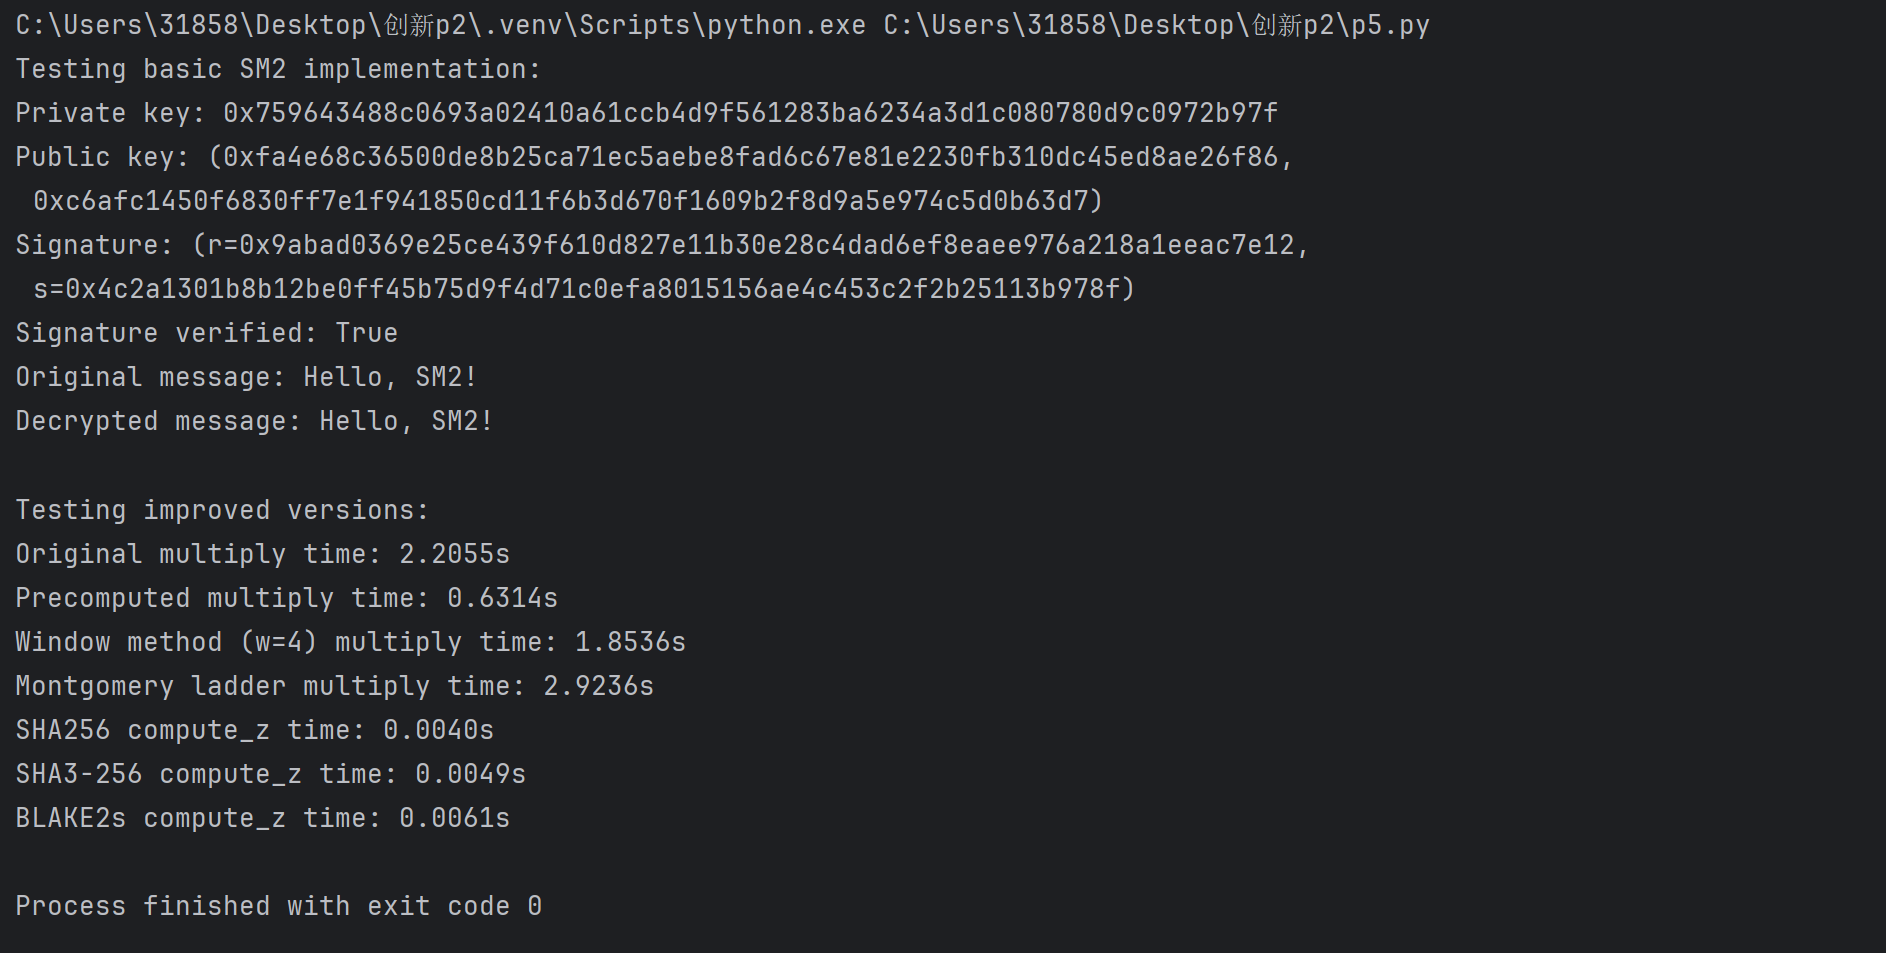 C:\Users\31858\Desktop\创新p2\.venv\Scripts\python.exe C:\Users\31858\Desktop\创新p2\p5.py
Testing basic SM2 implementation:
Private key: 0x759643488c0693a02410a61ccb4d9f561283ba6234a3d1c080780d9c0972b97f
Public key: (0xfa4e68c36500de8b25ca71ec5aebe8fad6c67e81e2230fb310dc45ed8ae26f86,
0xc6afc1450f6830ff7e1f941850cd11f6b3d670f1609b2f8d9a5e974c5d0b63d7)
Signature: (r=0x9abad0369e25ce439f610d827e11b30e28c4dad6ef8eaee976a218a1eeac7e12,
s=0x4c2a1301b8b12be0ff45b75d9f4d71c0efa8015156ae4c453c2f2b25113b978f)
Signature verified: True
Original message: Hello, SM2!
Decrypted message: Hello, SM2!
Testing improved versions:
Original multiply time: 2.2055s
Precomputed multiply time: 0.6314s
Window method (w=4) multiply time: 1.8536s
Montgomery ladder multiply time: 2.9236s
SHA256 compute_z time: 0.0040s
SHA3-256 compute_z time: 0.0049s
BLAKE2s compute_z time: 0.0061s
Process finished with exit code 0